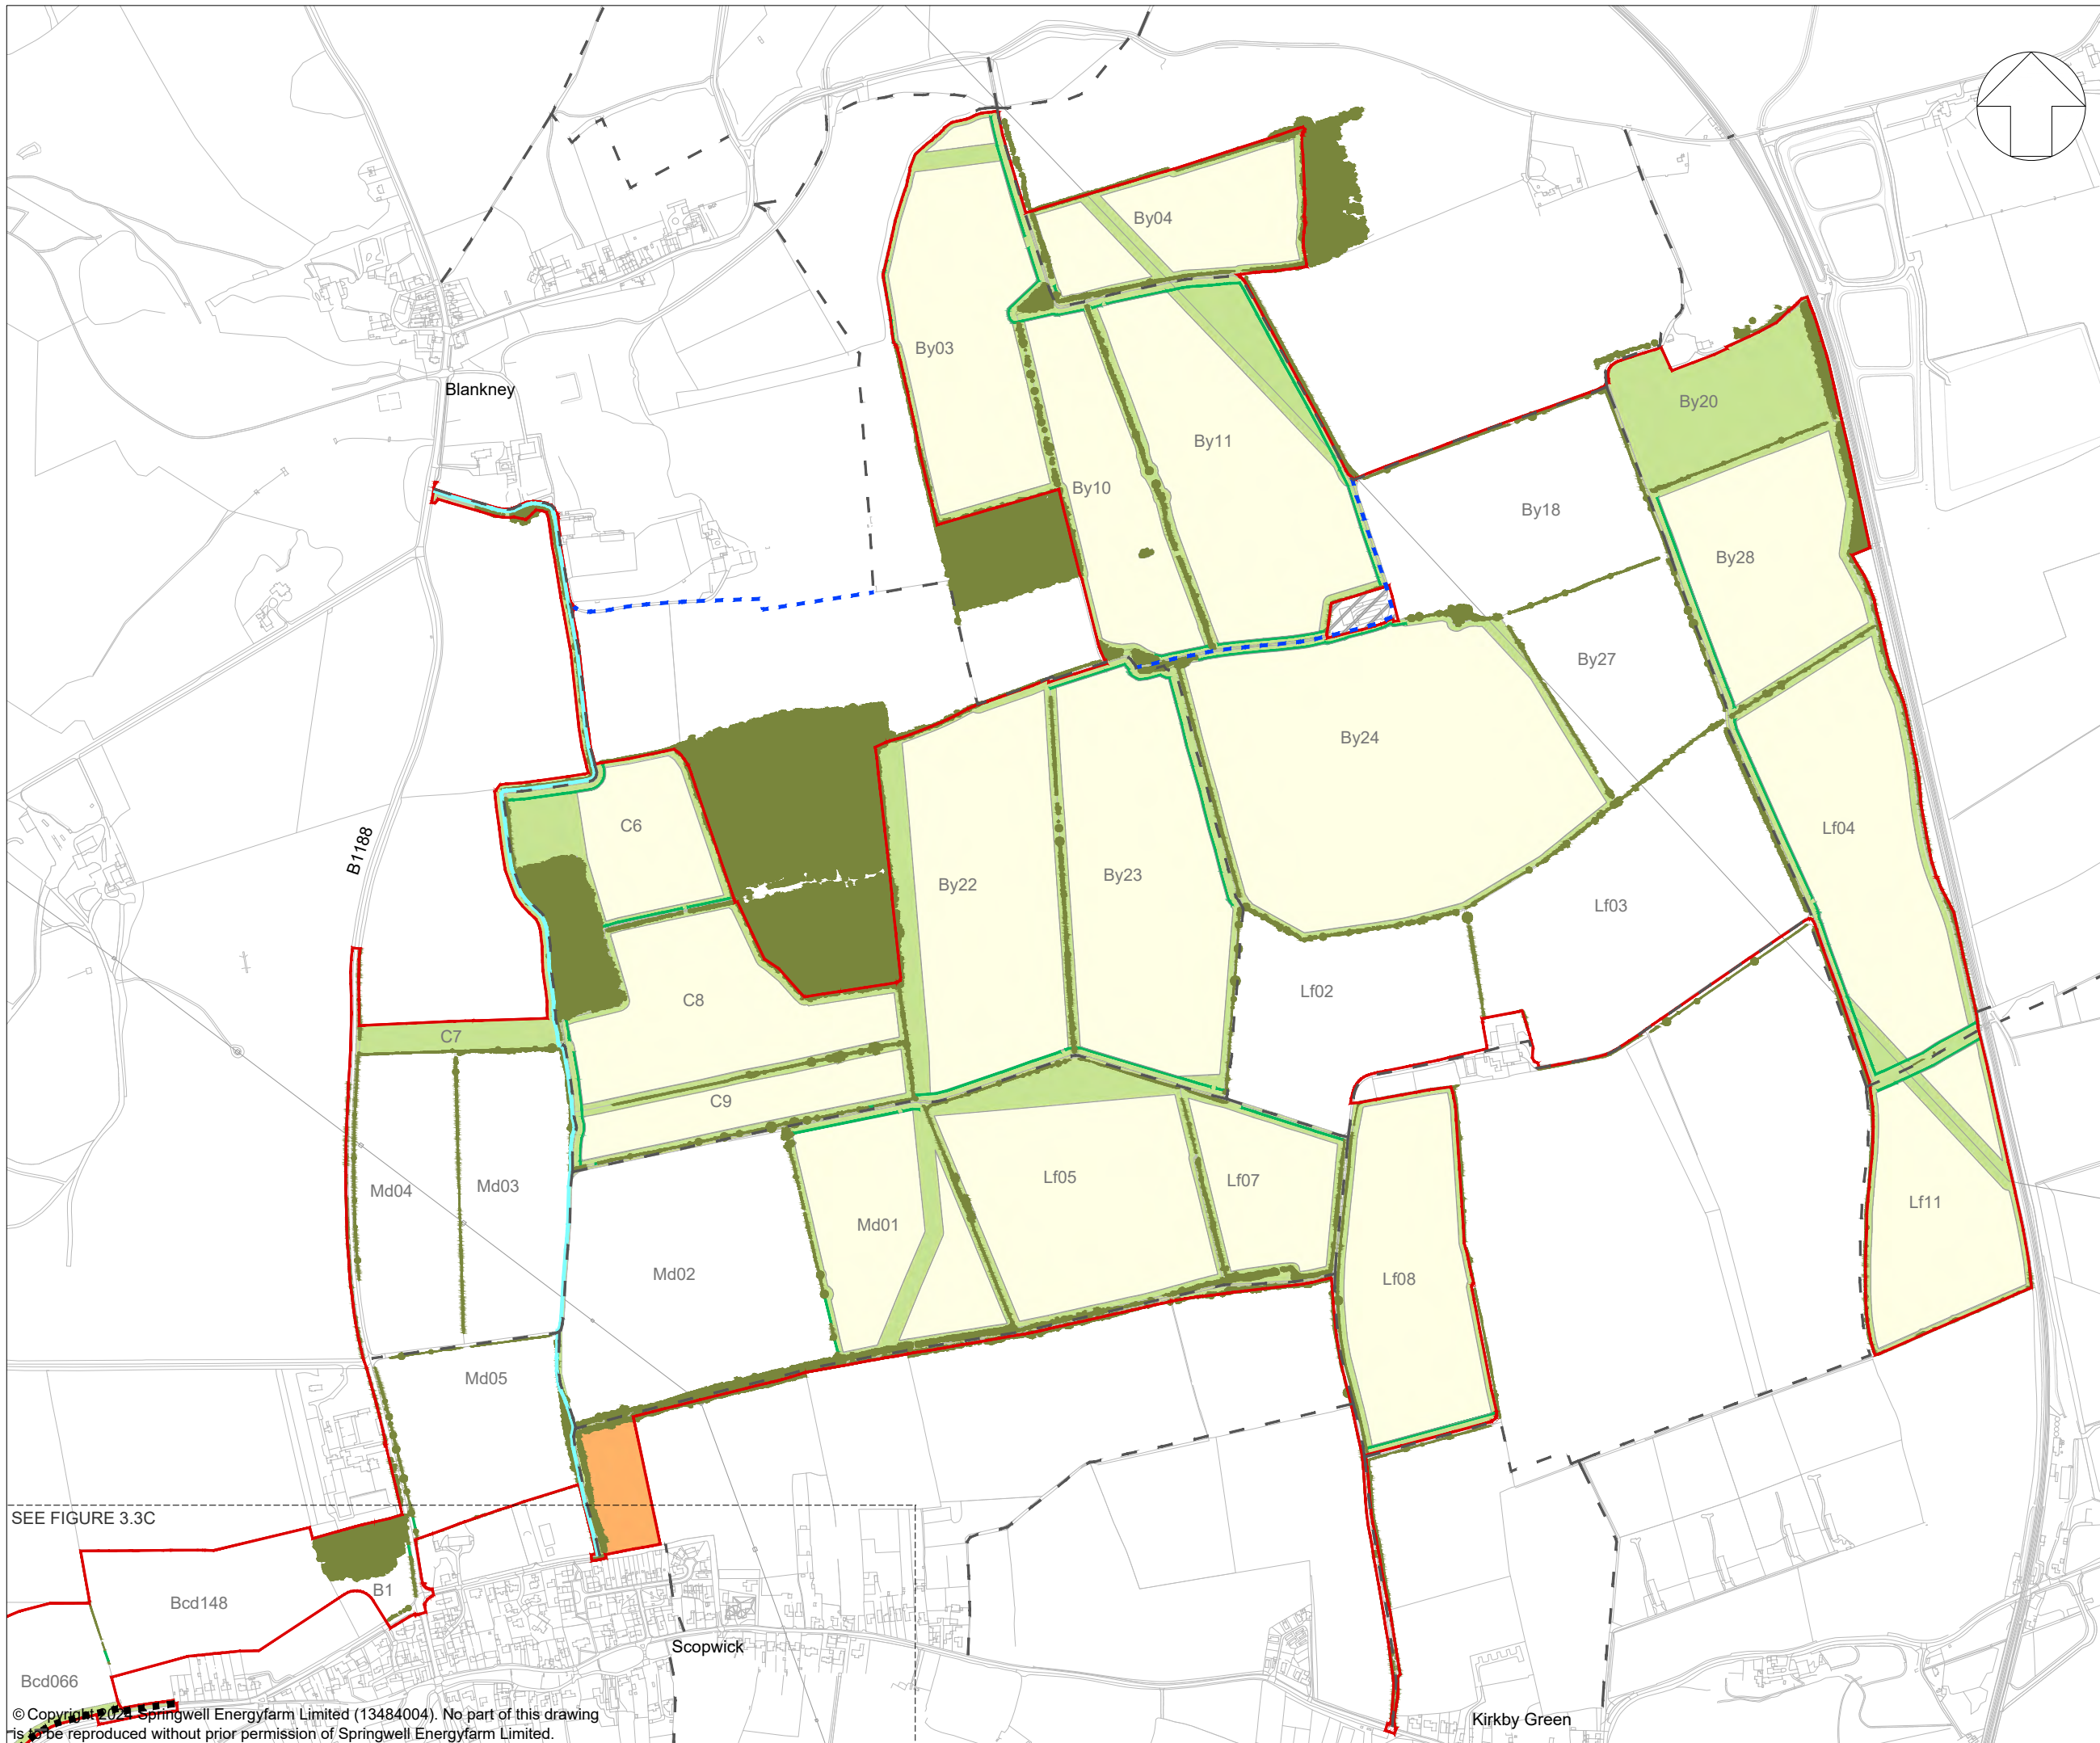 By04
By03
By20
Blankney
By11
By10
By18
By28
By27
By24
C6
B1188
Lf04
By22
By23
Lf03
Lf02
C8
C7
C9
Lf05
Lf07
Md04
Md03
Lf11
Md01
Md02
Lf08
Md05
SEE FIGURE 3.3C
B1
Bcd148
Scopwick
Bcd066
© Copyright 2024 Springwell Energyfarm Limited (13484004). No part of this drawing
is to be reproduced without prior permission of Springwell Energyfarm Limited.
Kirkby Green